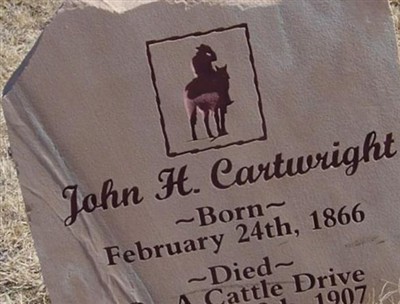 John H. Cartwright
~Born~
February 24th, 1866
~Died~
A Cattle Drive
1907